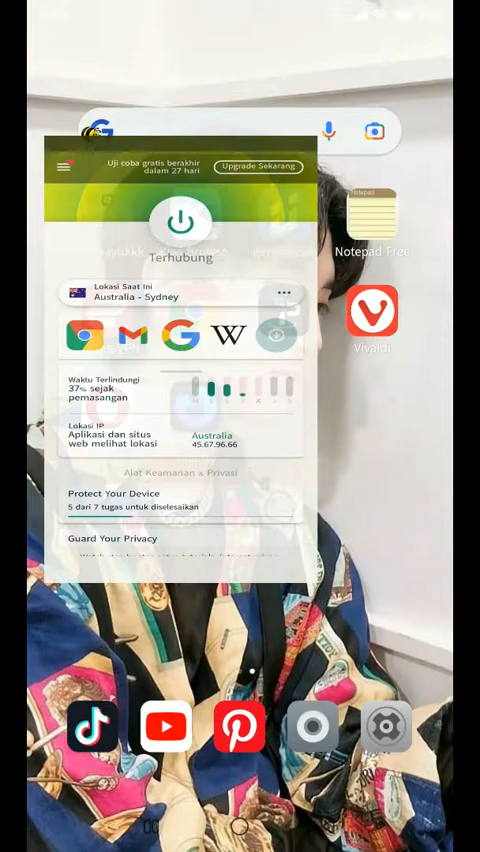 Uji coba gratis berakhir
dalam 27 hari
Upgrade Sekarang
Terhubung
Notepad
Notepad Free
Lokasi Saat Ini
Australia - Sydney
W
Vivaldi
Waktu Terlindungi
37% sejak
pemasangan
Lokasi IP
Aplikasi dan situs
web melihat lokasi
Australia
45.67.96.66
Alat Keamanan & Privasi
Protect Your Device
5 dari 7 tugas untuk diselesaikan
Guard Your Privacy